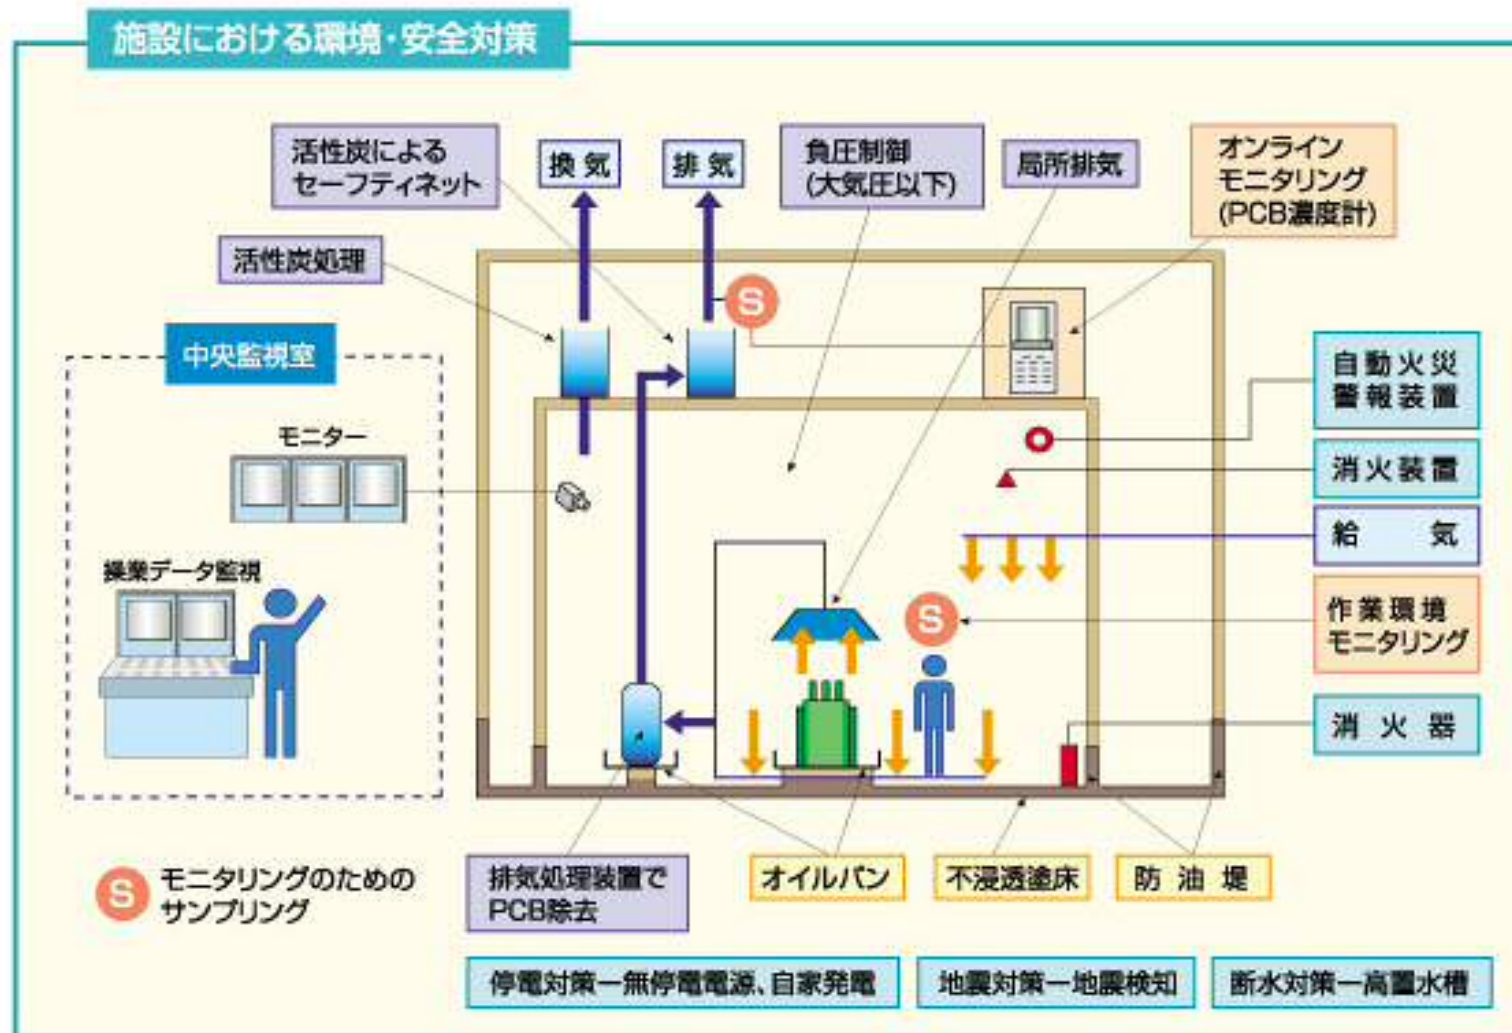 施設における環境・安全対策
活性炭による
セーフティネット
換気
排気
負圧制御
(大気圧以下)
局所排気
オンライン
モニタリング
(PCB濃度計)
活性炭処理
S
中央監視室
モニター
操業データ監視
自動火災
警報装置
消火装置
給気
S
作業環境
モニタリング
消火器
S
モニタリングのための
サンプリング
排気処理装置で
PCB除去
オイルパン
不浸透塗床
防油堤
停電対策ー無停電電源、自家発電
地震対策ー地震検知
断水対策ー高置水槽